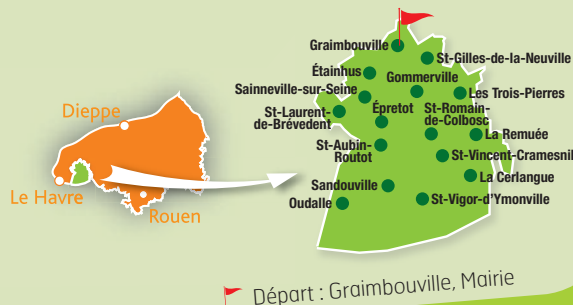 Graimbouville
St-Gilles-de-la-Neuville
Étainhus
Gommerville
Sainneville-sur-Seine
Les Trois-Pierres
St-Laurent-
de-Brévedent
Épretot
St-Romain-
de-Colbosc
La Remuée
St-Aubin-
Routot
St-Vincent-Cramesnil
La Cerlangue
Sandouville
Oudalle
St-Vigor-d'Ymonville
Dieppe
Le Havre
Rouen
Départ : Graimbouville, Mairie